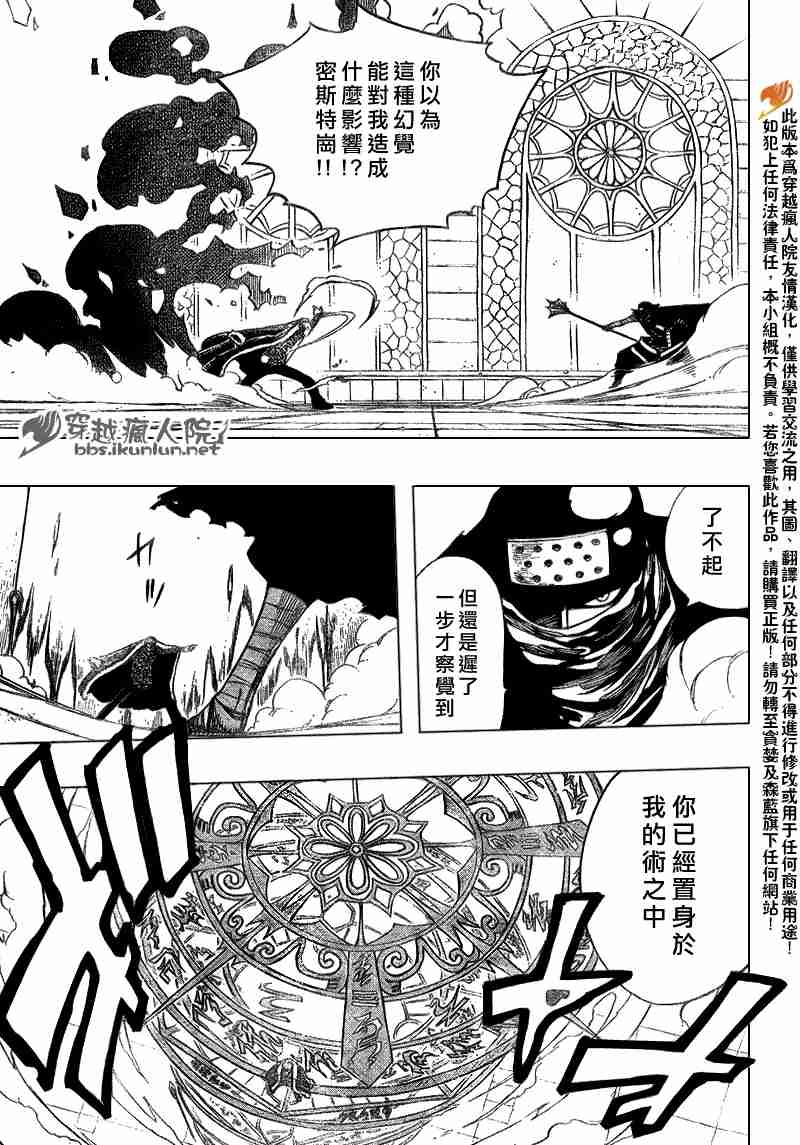 你以為
這種幻覺
能對我造成
什麼影響!?
密斯特崗!!
穿越瘋人院
bbs.ikunlun.net
了不起
但還是遲了
一步才察覺到
你已經置身於
我的術之中
此版本爲穿越瘋人院友情漢化，僅供學習交流之用，其圖、翻譯以及任何部分不得進行修改或用于任何商業用途！
如犯上任何法律責任，本小組概不負責。若您喜歡此作品，請購買正版！請勿轉至貪婪及森藍旗下任何網站！